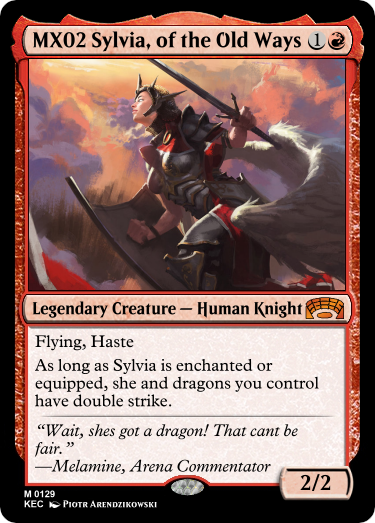 MX02 Sylvia, of the Old Ways 1
Legendary Creature — Human Knight
Flying, Haste
As long as Sylvia is enchanted or
equipped, she and dragons you control
have double strike.
“Wait, shes got a dragon! That cant be
fair.”
—Melamine, Arena Commentator
2/2
M 0129
KEC Piotr Arendzikowski